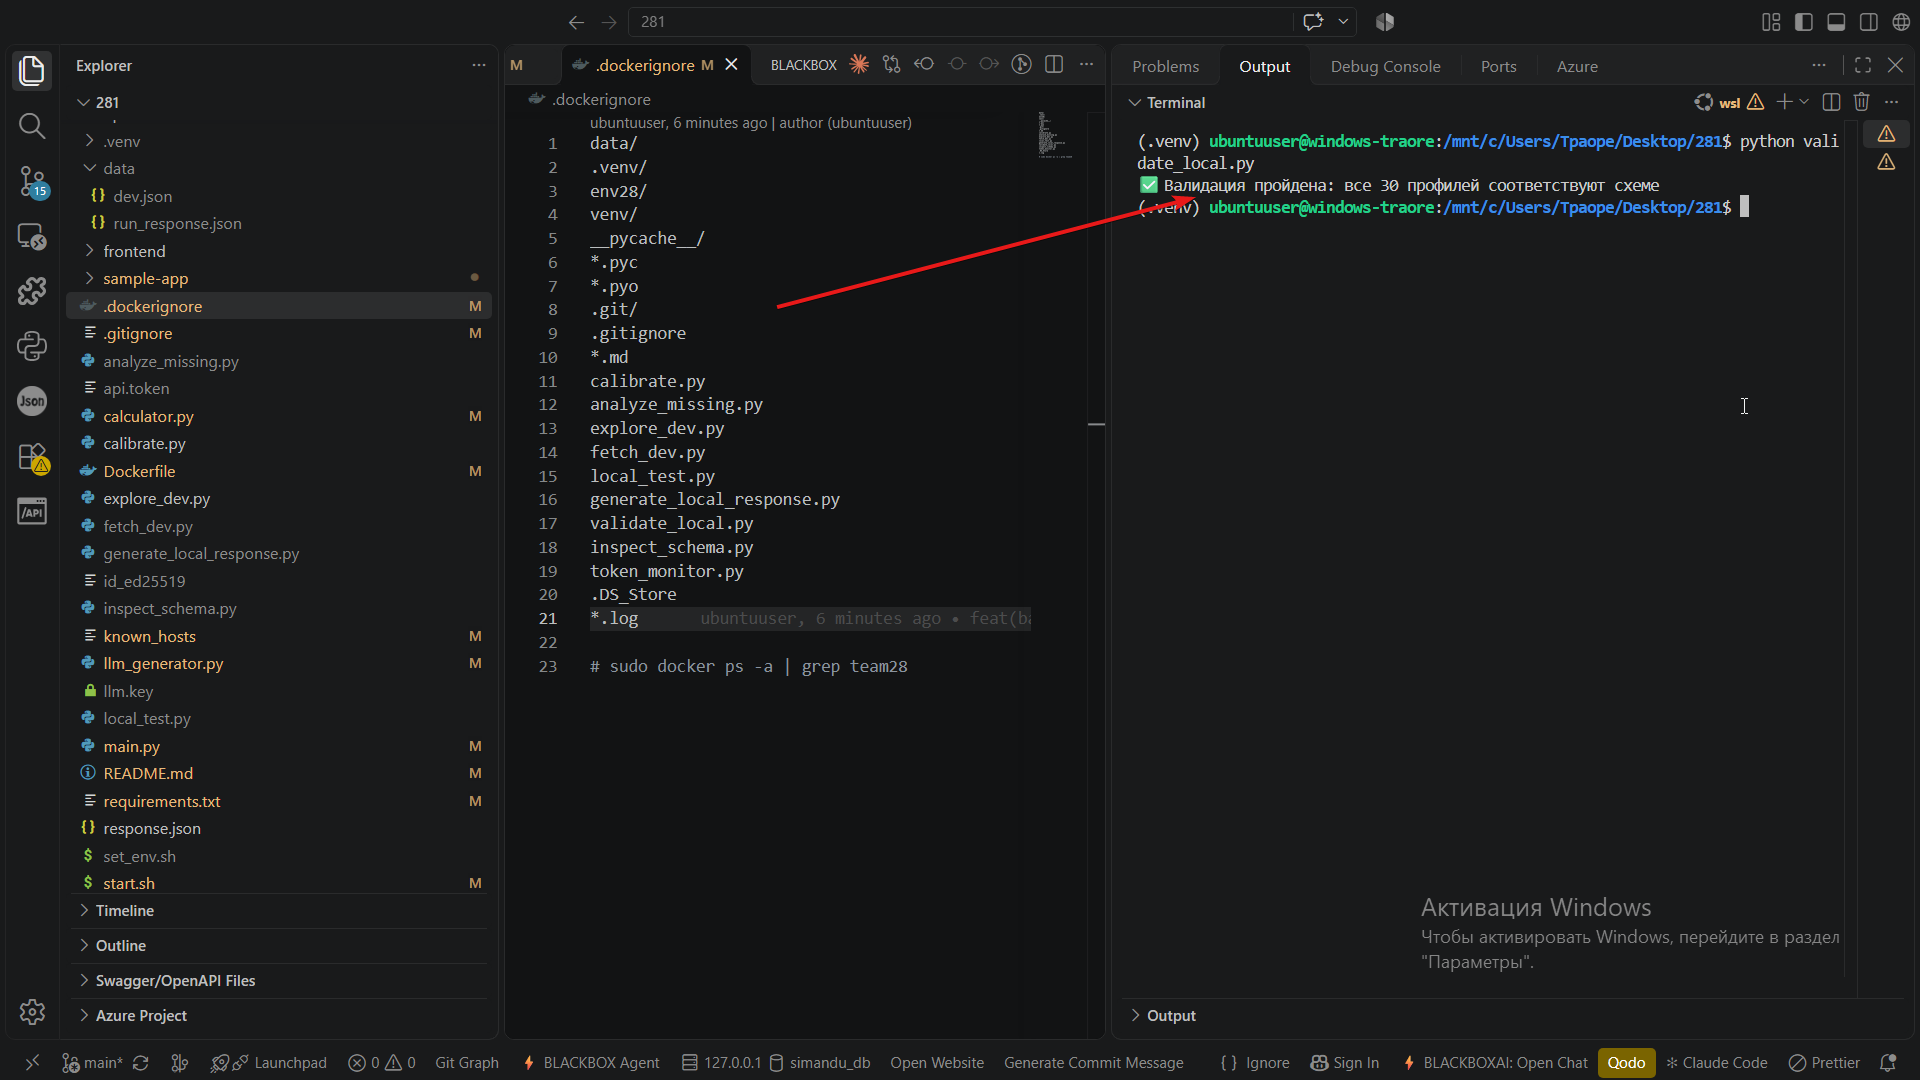 281
Explorer
281
.venv
data
dev.json
run_response.json
frontend
sample-app
.dockerignore M
.gitignore M
analyze_missing.py
api.token
calculator.py M
calibrate.py
Dockerfile M
explore_dev.py
fetch_dev.py
generate_local_response.py
id_ed25519
inspect_schema.py
known_hosts M
llm_generator.py M
llm.key
local_test.py
main.py M
README.md M
requirements.txt M
response.json
set_env.sh
start.sh M
Timeline
Outline
Swagger/OpenAPI Files
Azure Project
15
Json
/API
M .dockerignore M BLACKBOX
.dockerignore
ubuntuuser, 6 minutes ago | author (ubuntuuser)
1 data/
2 .venv/
3 env28/
4 venv/
5 __pycache__/
6 *.pyc
7 *.pyo
8 .git/
9 .gitignore
10 *.md
11 calibrate.py
12 analyze_missing.py
13 explore_dev.py
14 fetch_dev.py
15 local_test.py
16 generate_local_response.py
17 validate_local.py
18 inspect_schema.py
19 token_monitor.py
20 .DS_Store
21 *.log ubuntuuser, 6 minutes ago • feat(ba
22
23 # sudo docker ps -a | grep team28
Problems Output Debug Console Ports Azure
Terminal wsl
(.venv) ubuntuuser@windows-traore:/mnt/c/Users/Tpaope/Desktop/281$ python vali
date_local.py
✅ Валидация пройдена: все 30 профилей соответствуют схеме
(.venv) ubuntuuser@windows-traore:/mnt/c/Users/Tpaope/Desktop/281$
Активация Windows
Чтобы активировать Windows, перейдите в раздел
"Параметры".
Output
main* Launchpad 0 0 Git Graph BLACKBOX Agent 127.0.0.1 simandu_db Open Website Generate Commit Message { } Ignore Sign In BLACKBOXAI: Open Chat Qodo Claude Code Prettier